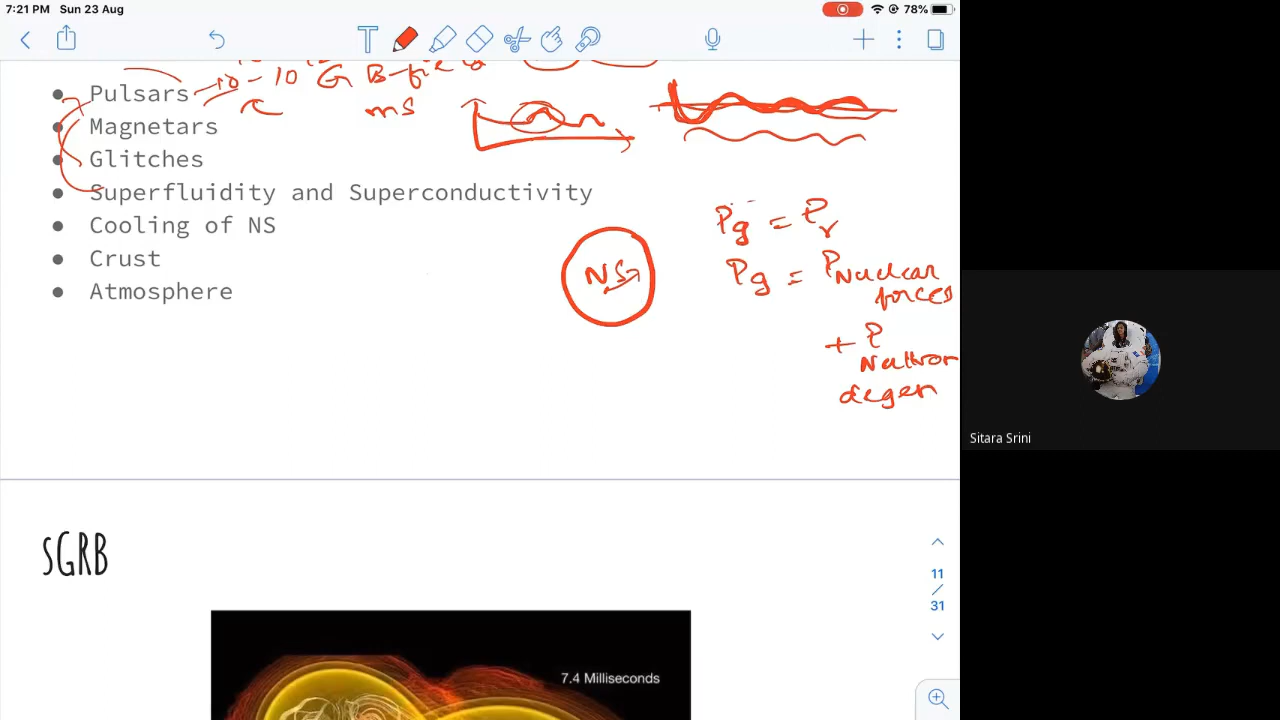 7:21 PM Sun 23 Aug
78%
G B-field
Pulsars
mS
Magnetars
Glitches
Superfluidity and Superconductivity
Cooling of NS
Crust
Atmosphere
NS
Pg = Pr
Pg = PNuclear
forces
+ P
degen
Sitara Srini
sGRB
11
/
31
7.4 Milliseconds